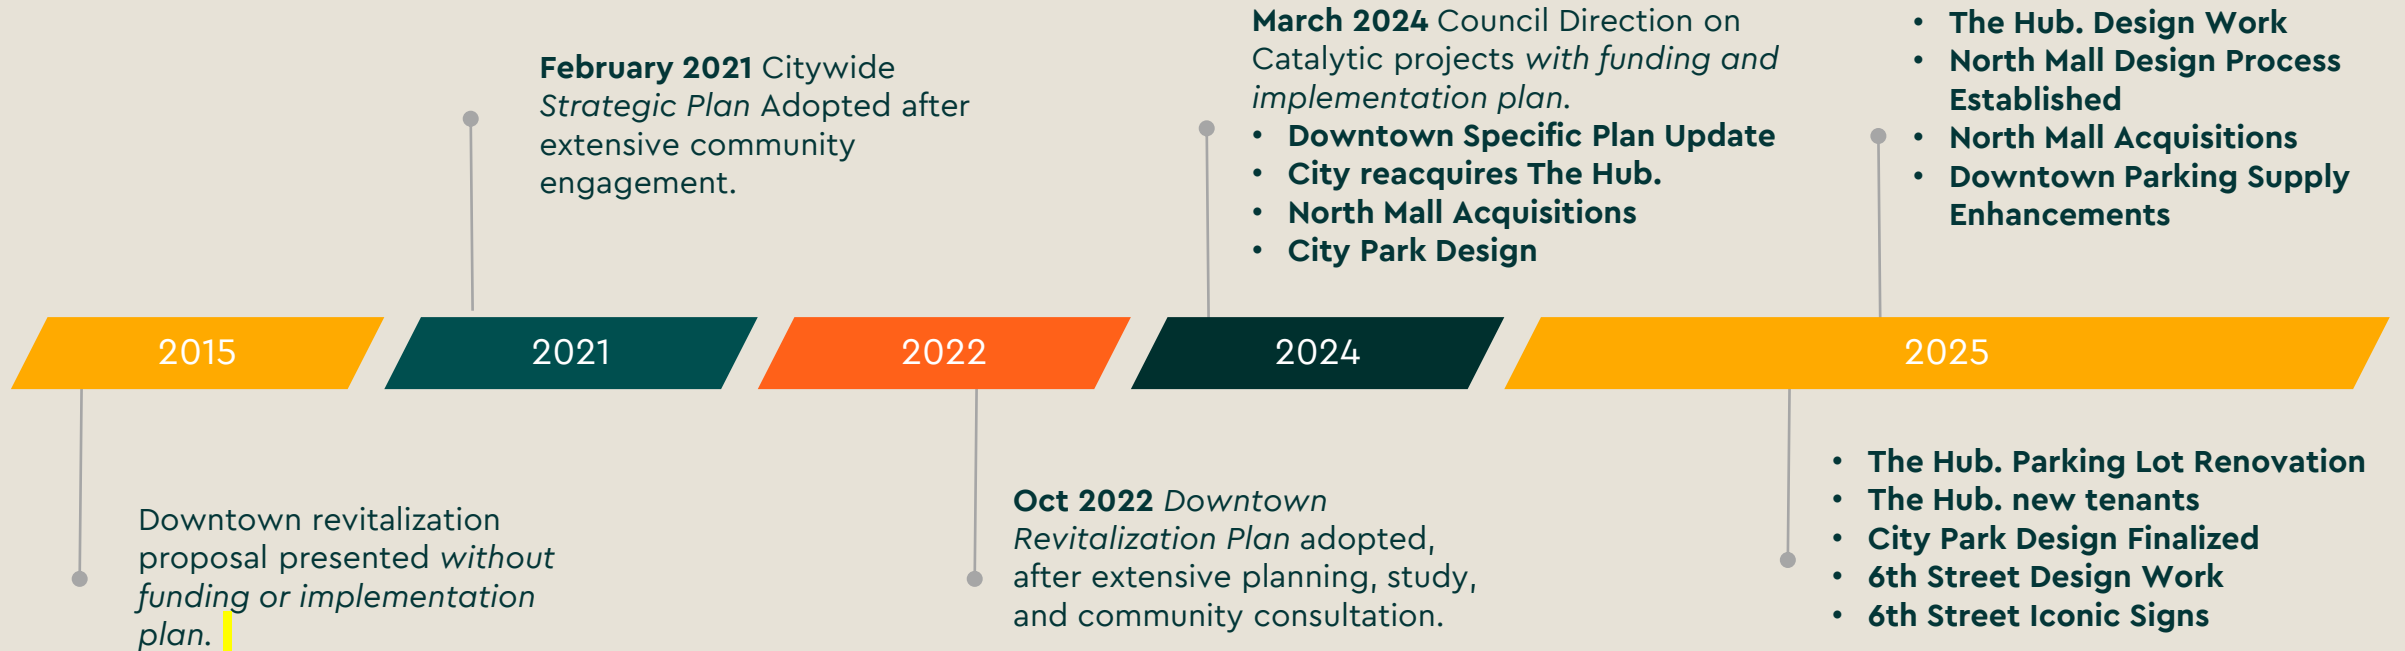 February 2021 Citywide
Strategic Plan Adopted after
extensive community
engagement.
March 2024 Council Direction on
Catalytic projects with funding and
implementation plan.
• Downtown Specific Plan Update
• City reacquires The Hub.
• North Mall Acquisitions
• City Park Design
• The Hub. Design Work
• North Mall Design Process
Established
• North Mall Acquisitions
• Downtown Parking Supply
Enhancements
2015
2021
2022
2024
2025
Downtown revitalization
proposal presented without
funding or implementation
plan.
Oct 2022 Downtown
Revitalization Plan adopted,
after extensive planning, study,
and community consultation.
• The Hub. Parking Lot Renovation
• The Hub. new tenants
• City Park Design Finalized
• 6th Street Design Work
• 6th Street Iconic Signs